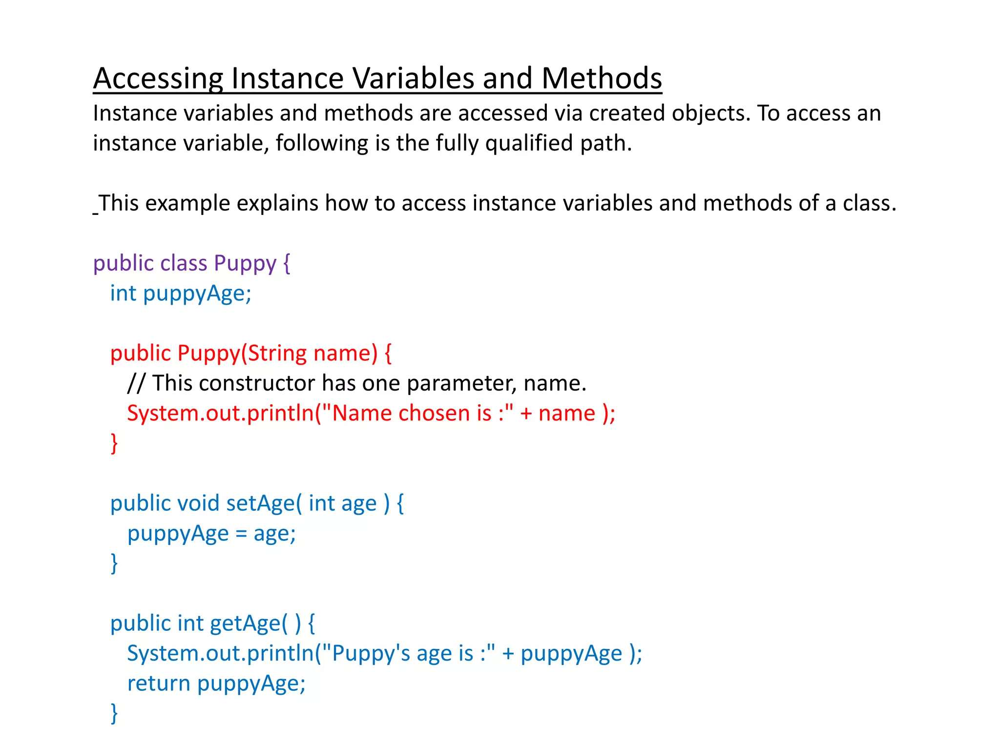 Accessing Instance Variables and Methods
Instance variables and methods are accessed via created objects. To access an
instance variable, following is the fully qualified path.
This example explains how to access instance variables and methods of a class.
public class Puppy {
int puppyAge;
public Puppy(String name) {
// This constructor has one parameter, name.
System.out.println("Name chosen is :" + name );
}
public void setAge( int age ) {
puppyAge = age;
}
public int getAge( ) {
System.out.println("Puppy's age is :" + puppyAge );
return puppyAge;
}